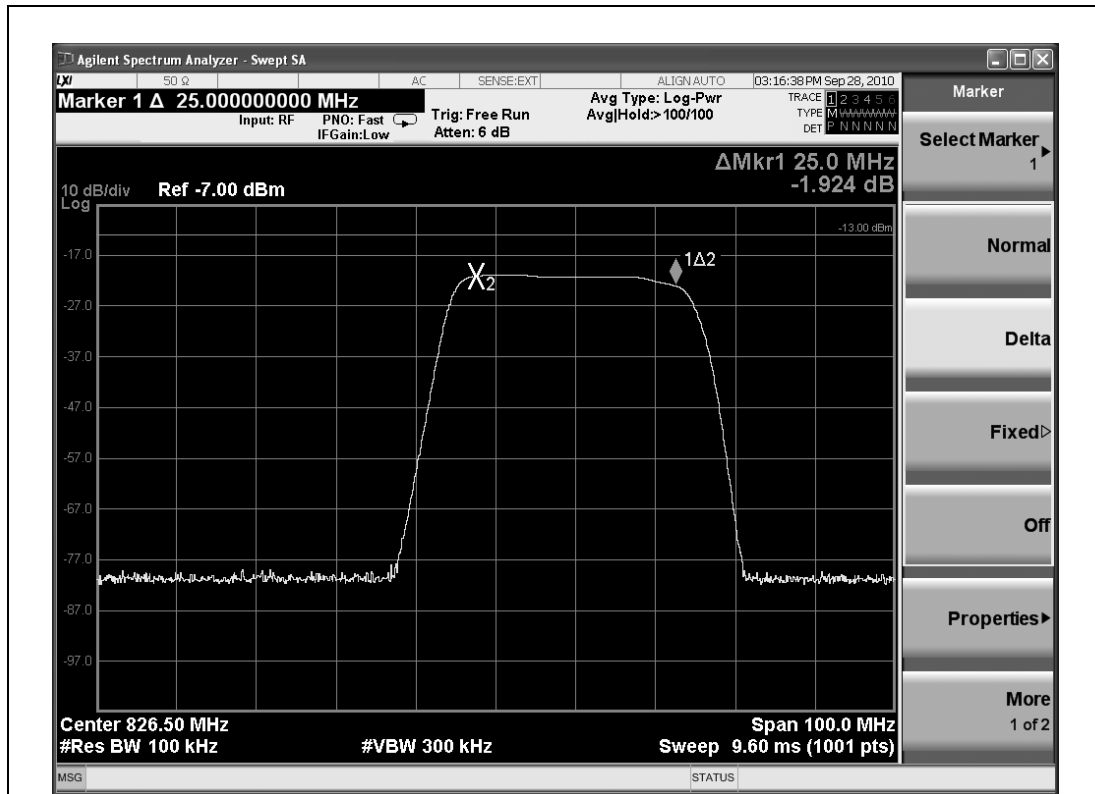 Agilent Spectrum Analyzer - Swept SA
LXI 50 Ω AC SENSE:EXT ALIGN AUTO 03:16:38 PM Sep 28, 2010
Marker 1 Δ 25.000000000 MHz
Input: RF PNO: Fast Trig: Free Run Avg Type: Log-Pwr TRACE 1 2 3 4 5 6
IFGain:Low Atten: 6 dB Avg|Hold:>100/100 TYPE M WWWWW
DET P N N N N N
ΔMkr1 25.0 MHz
-1.924 dB
10 dB/div Ref -7.00 dBm
Log
-13.00 dBm
-17.0
1Δ2
X2
-27.0
-37.0
-47.0
-57.0
-67.0
-77.0
-87.0
-97.0
Center 826.50 MHz Span 100.0 MHz
#Res BW 100 kHz #VBW 300 kHz Sweep 9.60 ms (1001 pts)
MSG STATUS
Marker
Select Marker
1
Normal
Delta
Fixed
Off
Properties
More
1 of 2